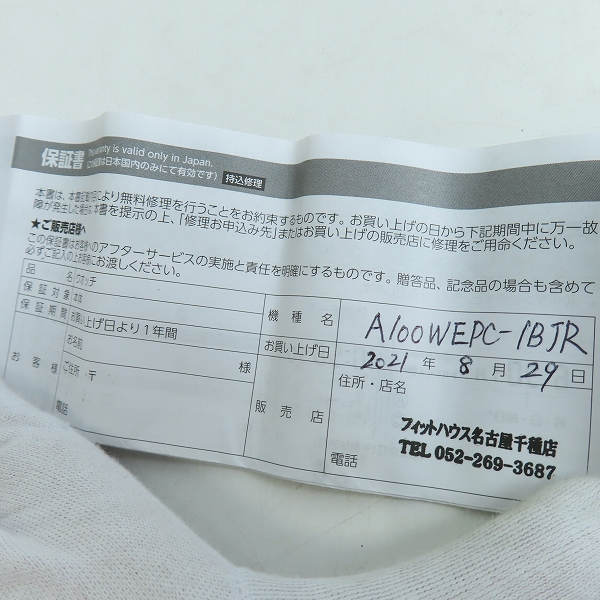 保証書 This warranty is valid only in Japan.
(この保証は日本国内のみにて有効です) 持込修理
本書は、本書記載内容により無料修理を行うことをお約束するものです。お買い上げの日から下記期間中に万一故
障が発生した場合、本書を提示の上、「修理お申込み先」またはお買い上げの販売店に修理をご用命ください。
★ご販売店様へ
この保証書はお客様へのアフターサービスの実施と責任を明確にするものです。贈答品、記念品の場合も含めて
必ずご記入の上お客様にお渡しください。
品名 ウオッチ
保証対象 本体
保証期間 お買い上げ日より1年間
機種名 A100WEPC-1BJR
お買い上げ日 2021 年 8 月 29 日
お客様
お名前 様
ご住所 〒
電話
販売店
住所・店名
フィットハウス名古屋千種店
TEL 052-269-3687
電話